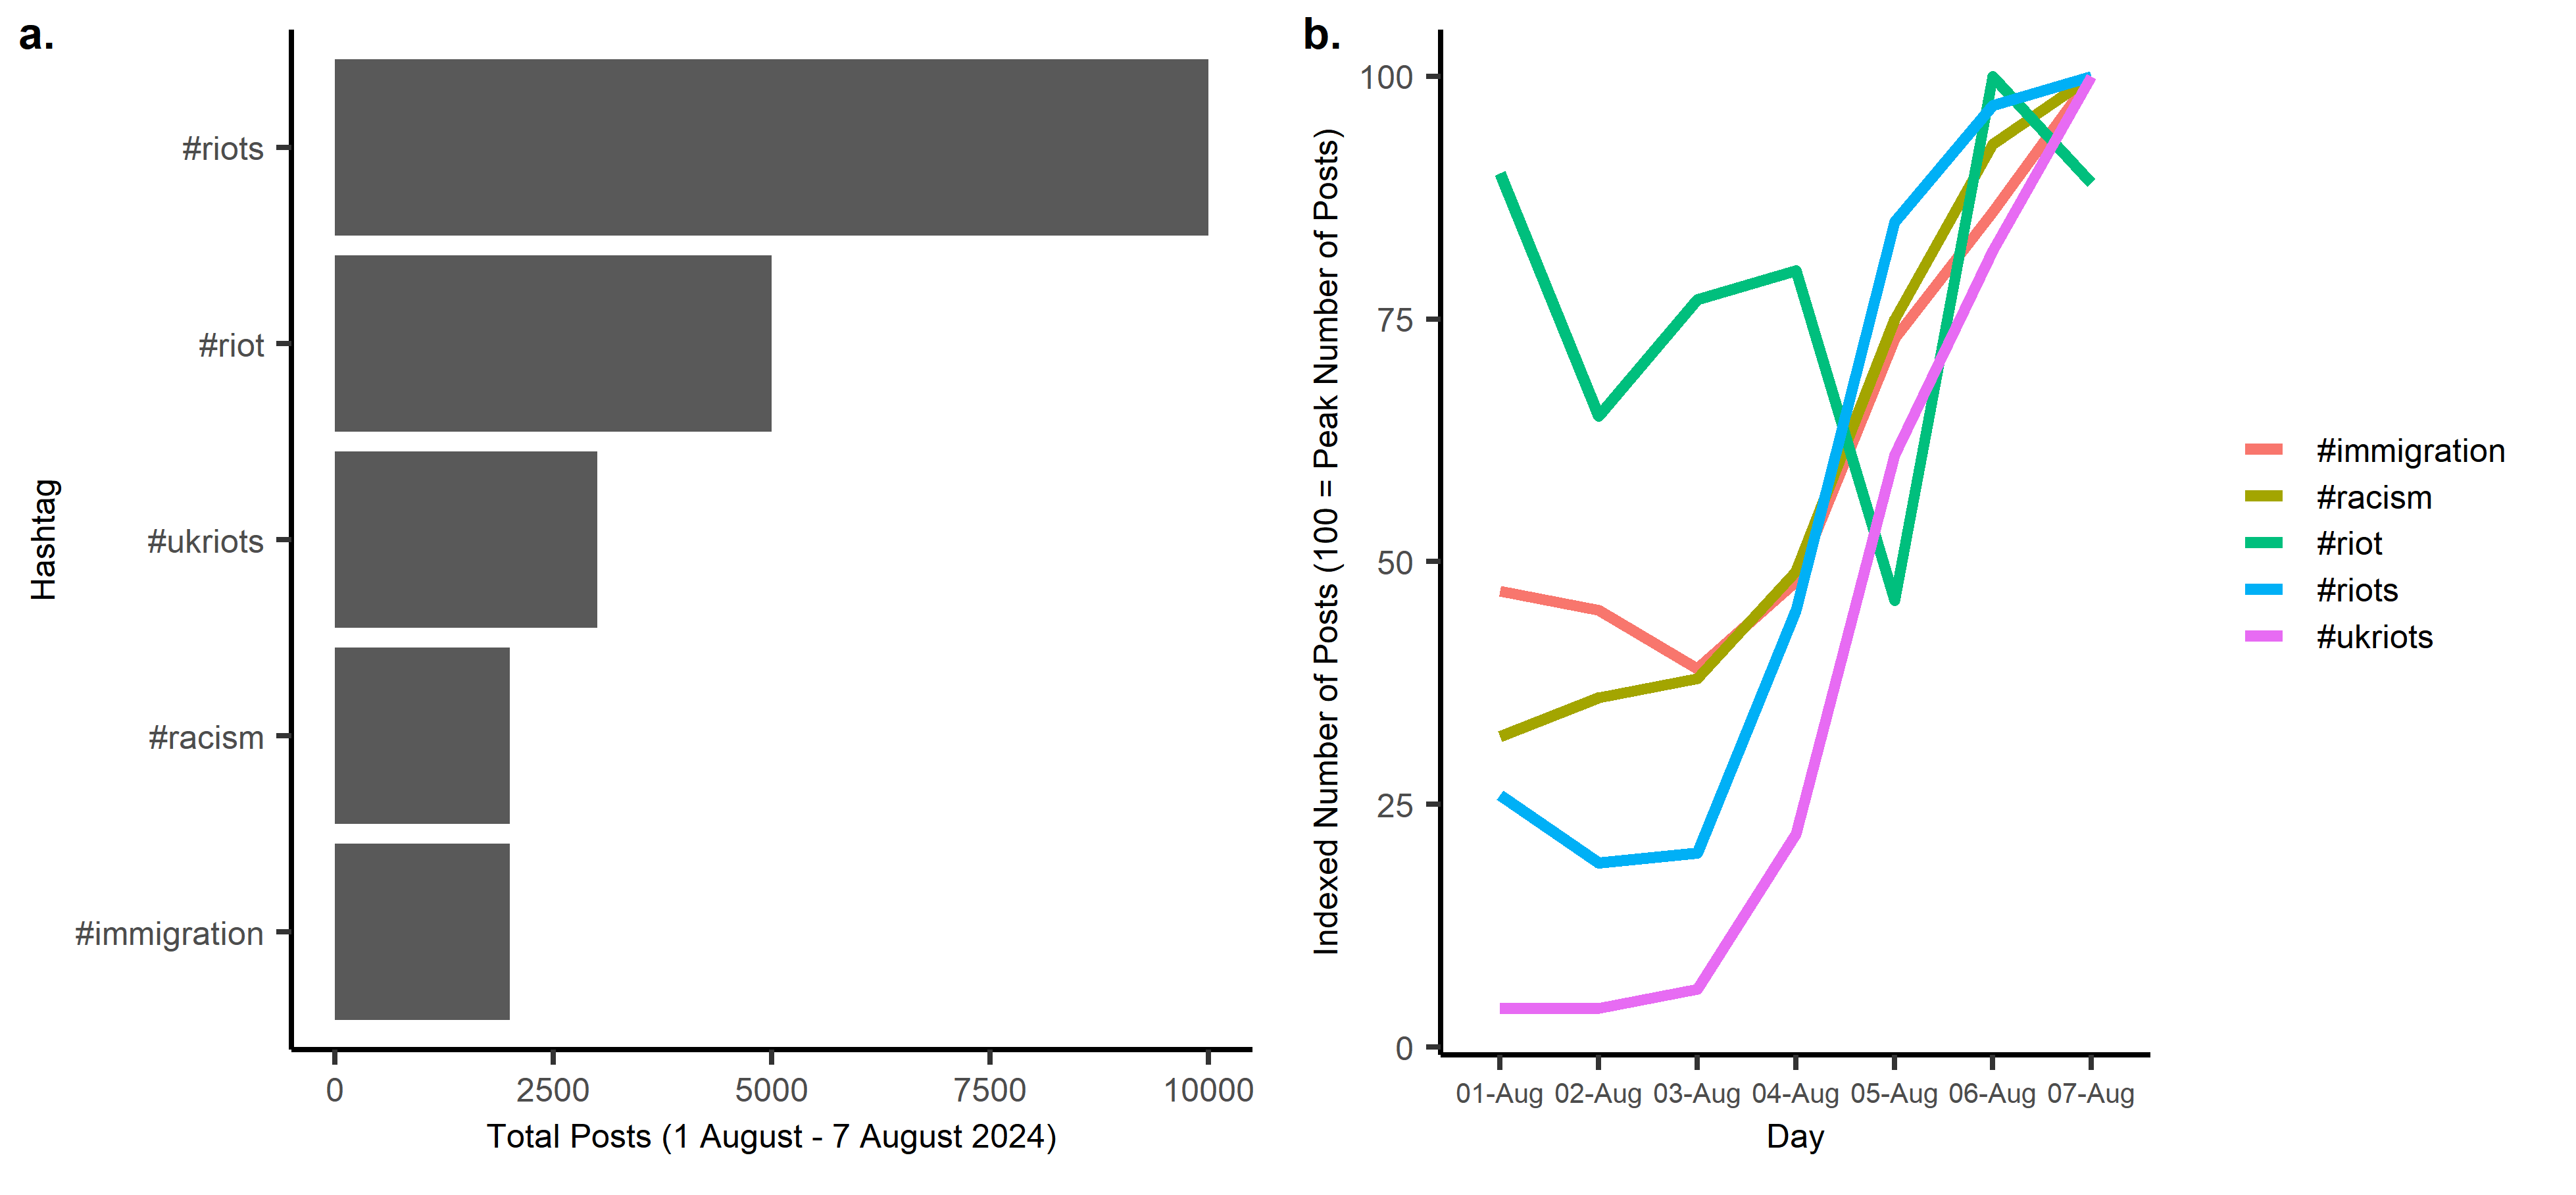 a.
Hashtag
#riots
#riot
#ukriots
#racism
#immigration
0 2500 5000 7500 10000
Total Posts (1 August - 7 August 2024)
b.
Indexed Number of Posts (100 = Peak Number of Posts)
100
75
50
25
0
01-Aug 02-Aug 03-Aug 04-Aug 05-Aug 06-Aug 07-Aug
Day
#immigration
#racism
#riot
#riots
#ukriots